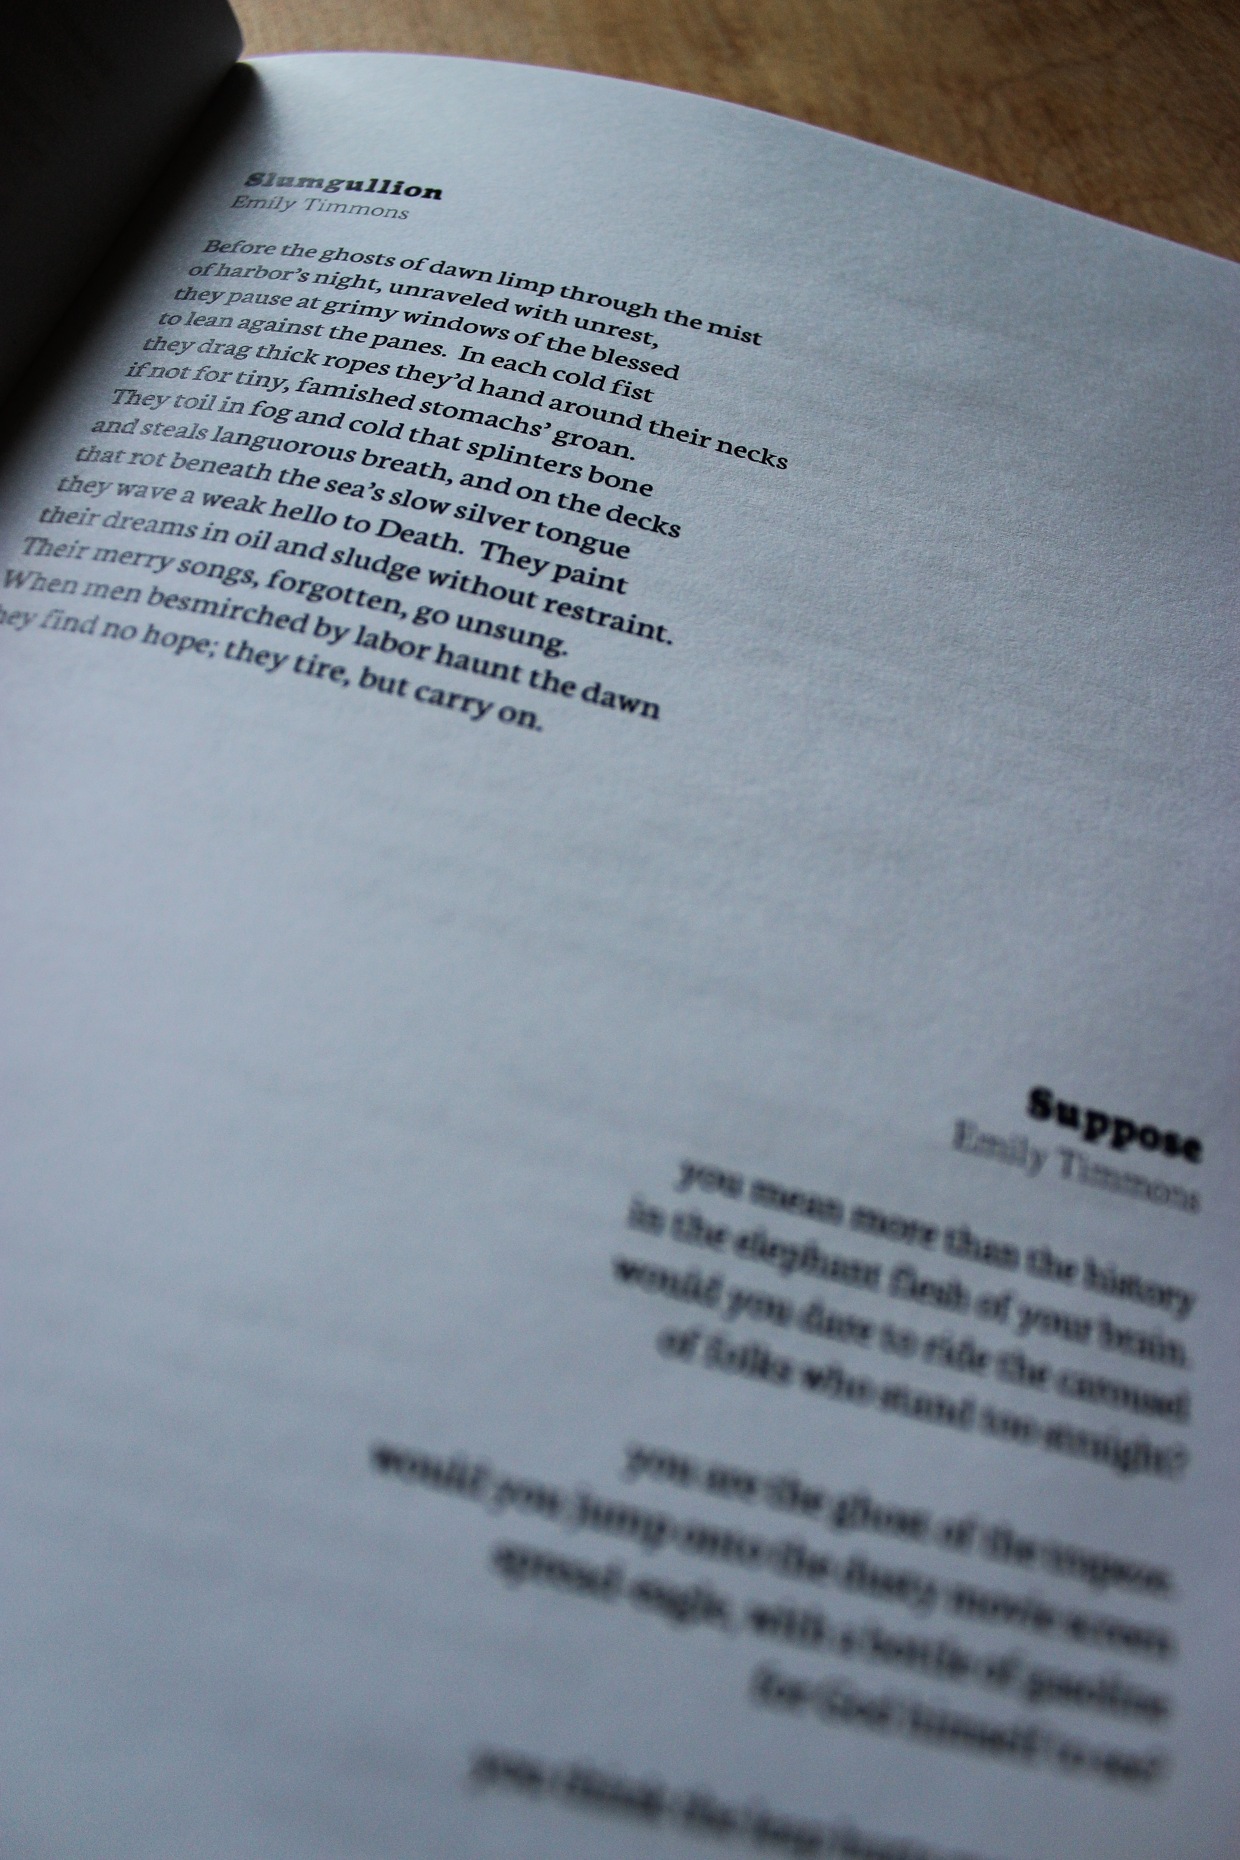 Slumgullion
Emily Timmons
Before the ghosts of dawn limp through the mist
of harbor's night, unraveled with unrest,
they pause at grimy windows of the blessed
to lean against the panes.  In each cold fist
they drag thick ropes they'd hand around their necks
if not for tiny, famished stomachs' groan.
They toil in fog and cold that splinters bone
and steals languorous breath, and on the decks
that rot beneath the sea's slow silver tongue
they wave a weak hello to Death.  They paint
their dreams in oil and sludge without restraint.
Their merry songs, forgotten, go unsung.
When men besmirched by labor haunt the dawn
hey find no hope; they tire, but carry on.
Suppose
Emily Timmons
you mean more than the history
in the elephant flesh of your brain.
would you dare to ride the carousel
of folks who stand too straight?
you are the ghost of the
would you jump onto the dusty movie screen
spread eagle, with a bottle of gasoline
for God himself to see?
you think the